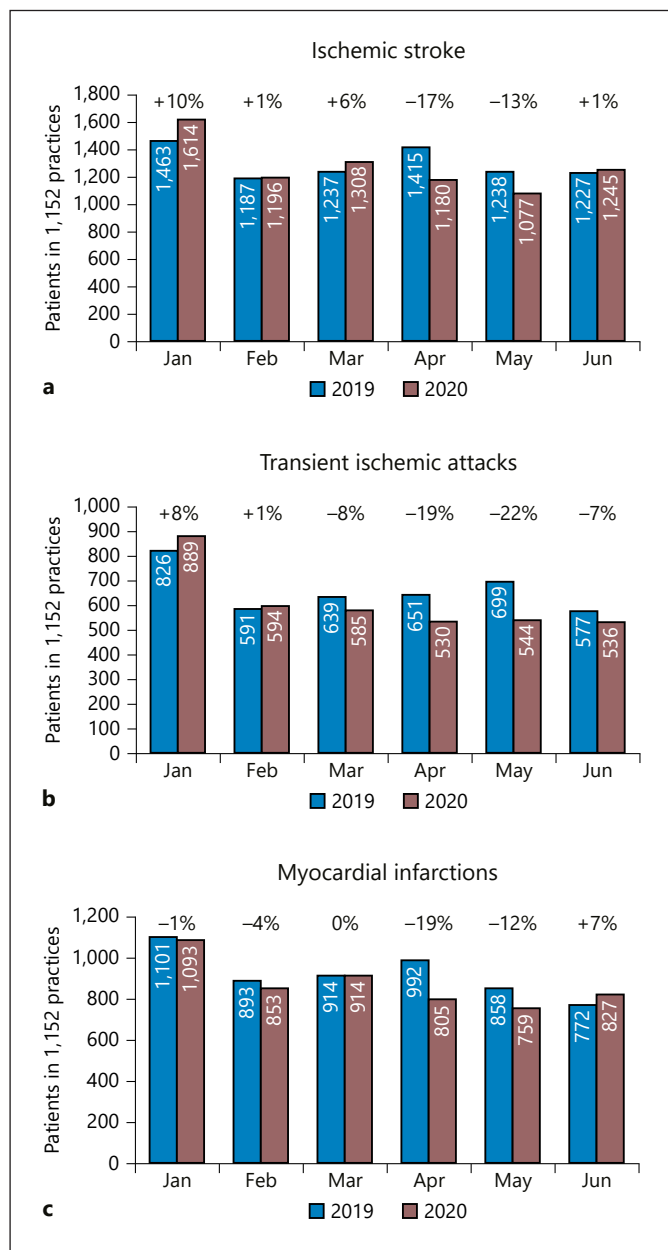 Ischemic stroke
+10% +1% +6% –17% –13% +1%
1,800
1,600
1,400
1,200
1,000
800
600
400
200
0
Patients in 1,152 practices
1,463 1,614 1,187 1,196 1,237 1,308 1,415 1,180 1,238 1,077 1,227 1,245
Jan Feb Mar Apr May Jun
a 2019 2020
Transient ischemic attacks
+8% +1% –8% –19% –22% –7%
1,000
900
800
700
600
500
400
300
200
100
0
Patients in 1,152 practices
826 889 591 594 639 585 651 530 699 544 577 536
Jan Feb Mar Apr May Jun
b 2019 2020
Myocardial infarctions
–1% –4% 0% –19% –12% +7%
1,200
1,000
800
600
400
200
0
Patients in 1,152 practices
1,101 1,093 893 853 914 914 992 805 858 759 772 827
Jan Feb Mar Apr May Jun
c 2019 2020